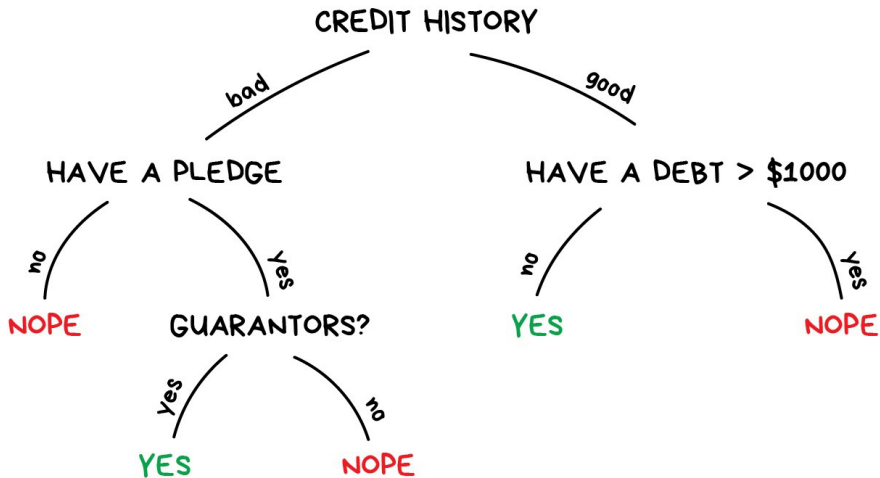 CREDIT HISTORY
bad
good
HAVE A PLEDGE
HAVE A DEBT > $1000
no
yes
no
yes
NOPE
GUARANTORS?
YES
NOPE
yes
no
YES
NOPE